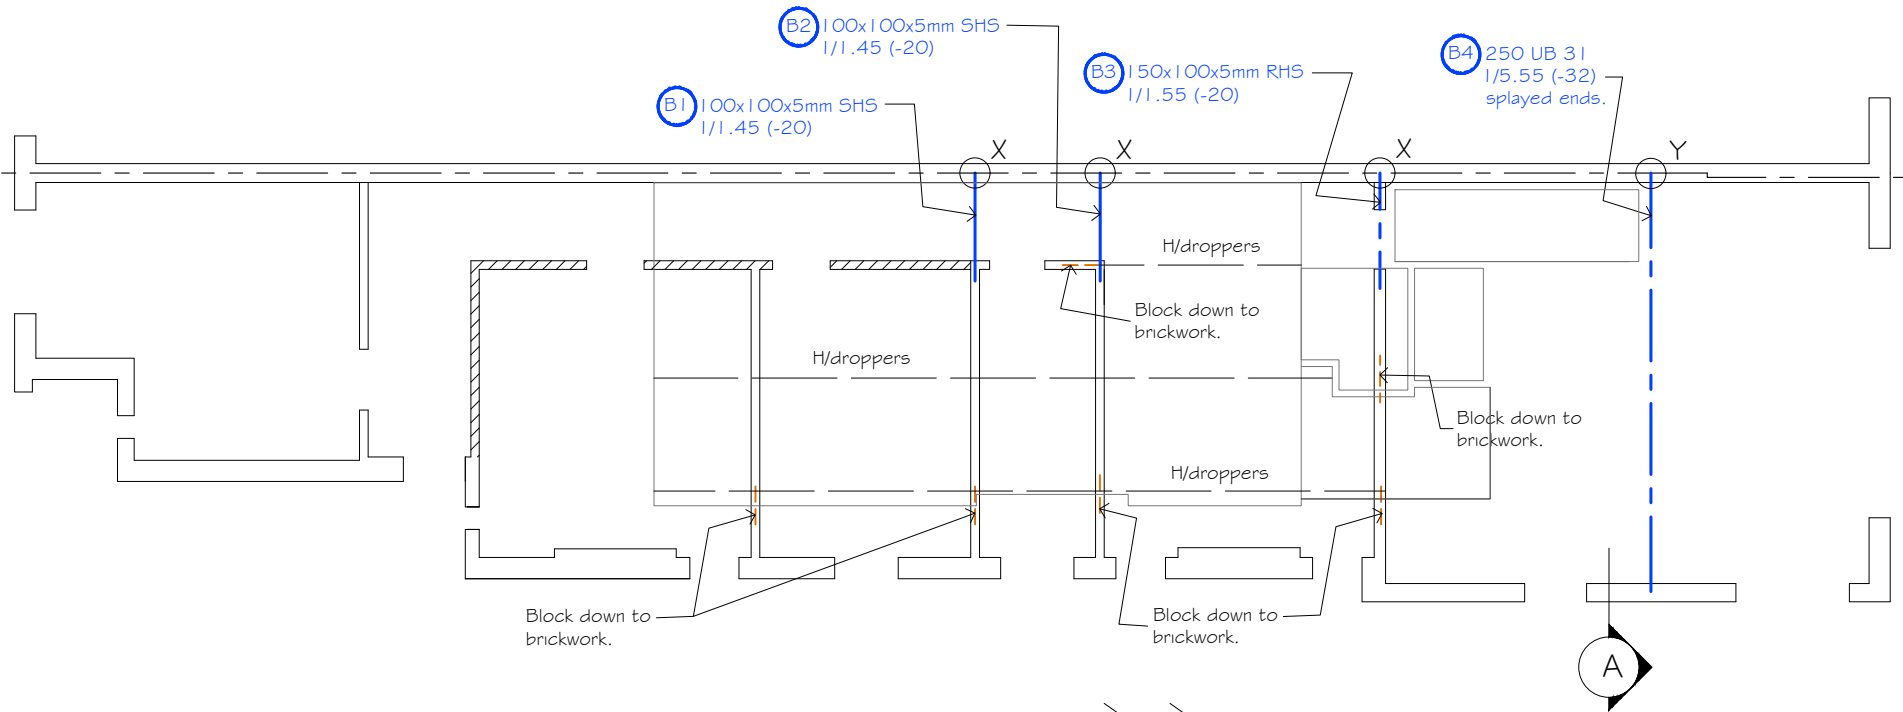 B2 100x100x5mm SHS
1/1.45 (-20)
B4 250 UB 31
1/5.55 (-32)
splayed ends.
B3 150x100x5mm RHS
1/1.55 (-20)
B1 100x100x5mm SHS
1/1.45 (-20)
X
X
X
Y
H/droppers
Block down to
brickwork.
H/droppers
Block down to
brickwork.
H/droppers
Block down to
brickwork.
Block down to
brickwork.
A